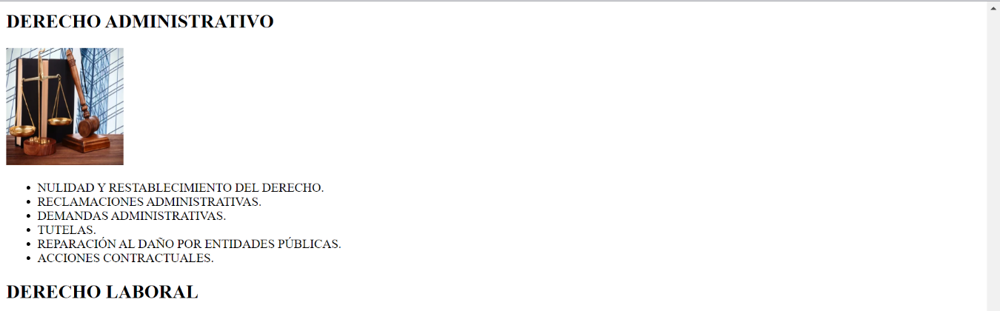 DERECHO ADMINISTRATIVO
NULIDAD Y RESTABLECIMIENTO DEL DERECHO.
RECLAMACIONES ADMINISTRATIVAS.
DEMANDAS ADMINISTRATIVAS.
TUTELAS.
REPARACIÓN AL DAÑO POR ENTIDADES PÚBLICAS.
ACCIONES CONTRACTUALES.
DERECHO LABORAL